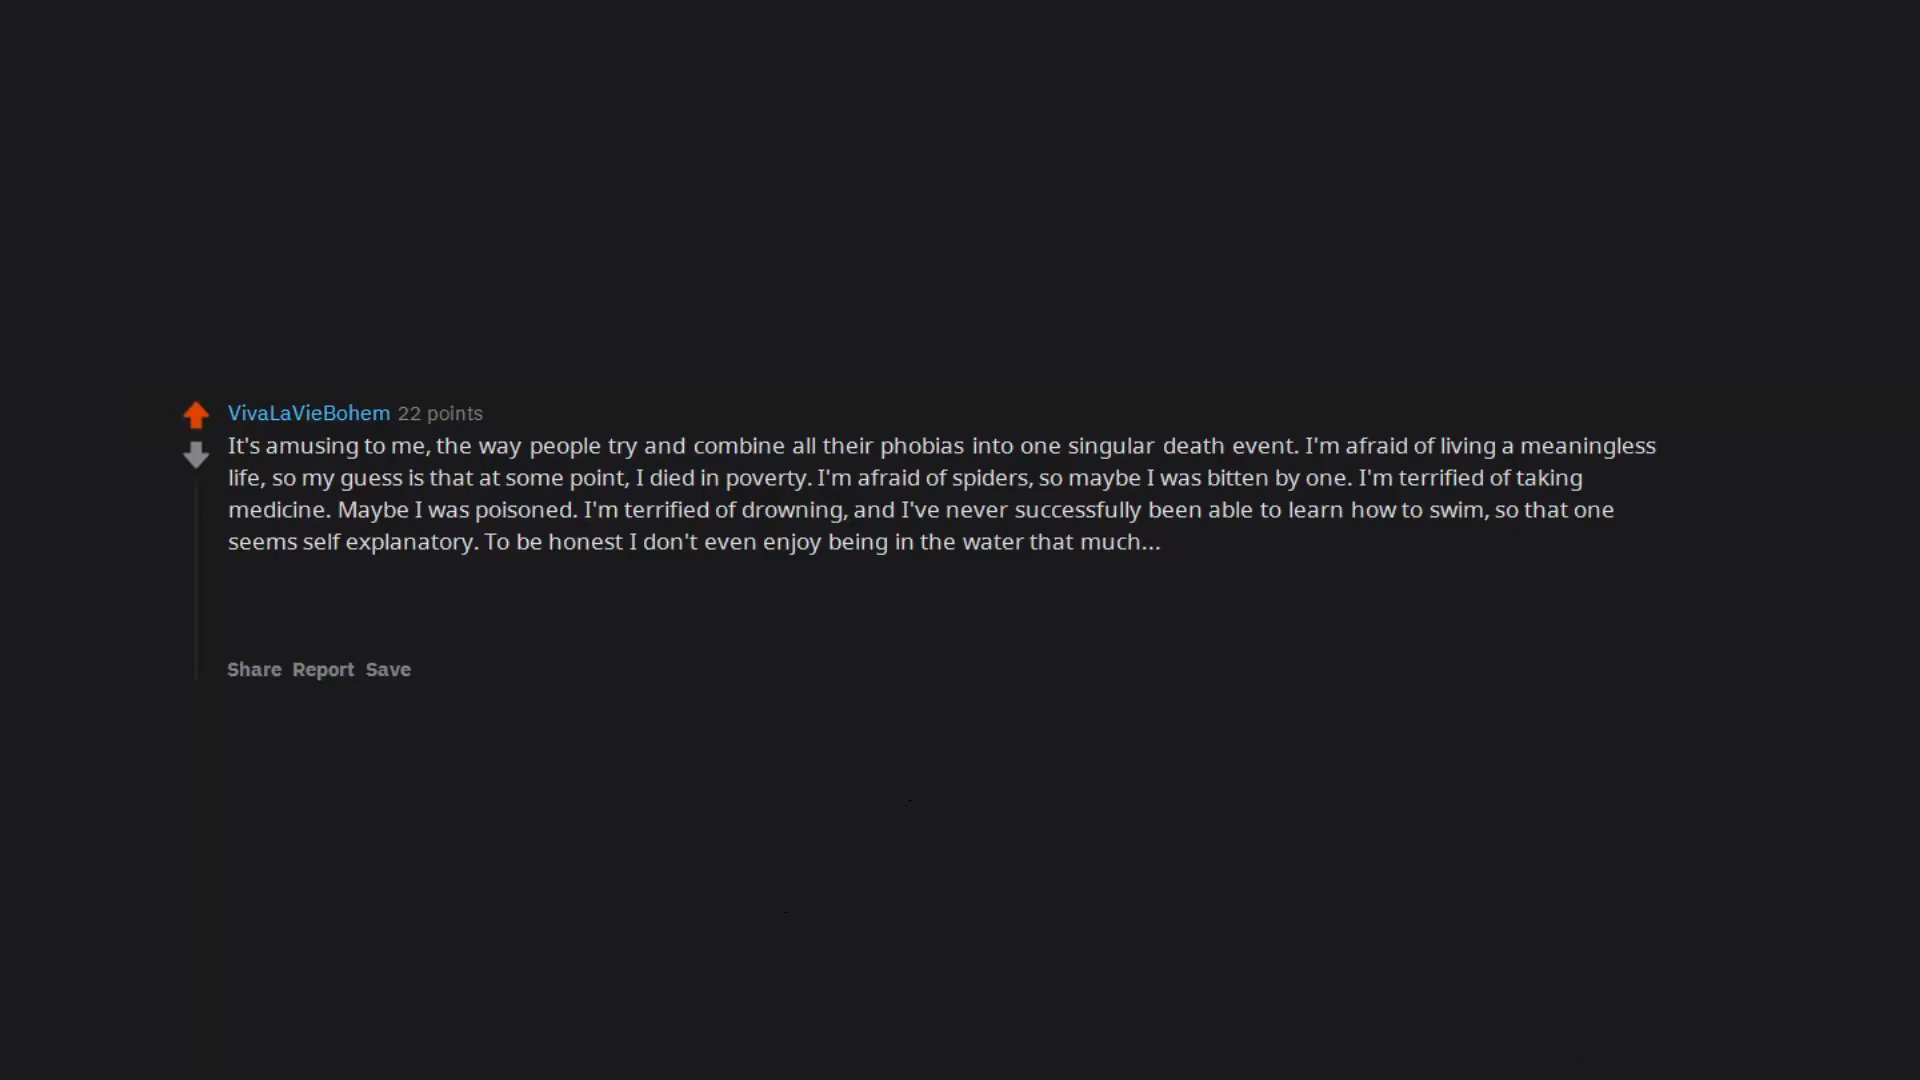 VivaLaVieBohem 22 points
It's amusing to me, the way people try and combine all their phobias into one singular death event. I'm afraid of living a meaningless
life, so my guess is that at some point, I died in poverty. I'm afraid of spiders, so maybe I was bitten by one. I'm terrified of taking
medicine. Maybe I was poisoned. I'm terrified of drowning, and I've never successfully been able to learn how to swim, so that one
seems self explanatory. To be honest I don't even enjoy being in the water that much...
Share Report Save